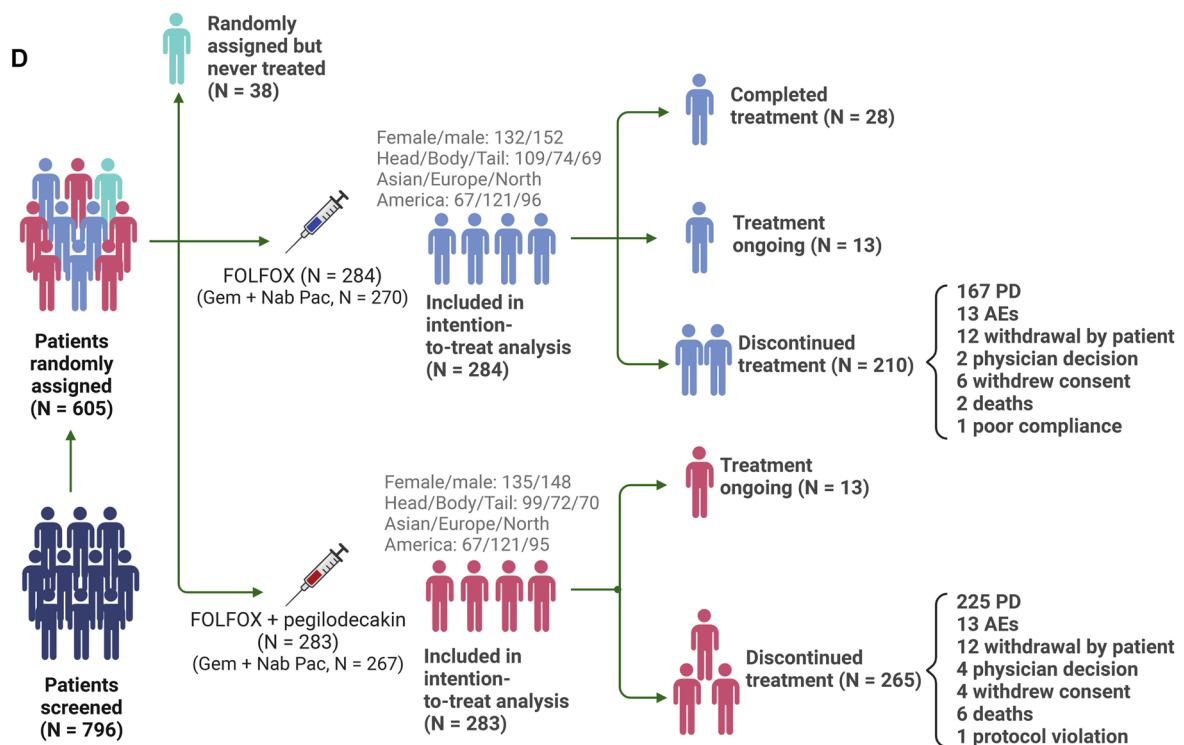 D
Randomly
assigned but
never treated
(N = 38)
Patients
randomly
assigned
(N = 605)
Patients
screened
(N = 796)
FOLFOX (N = 284)
(Gem + Nab Pac, N = 270)
Female/male: 132/152
Head/Body/Tail: 109/74/69
Asian/Europe/North
America: 67/121/96
Included in
intention-
to-treat analysis
(N = 284)
Completed
treatment (N = 28)
Treatment
ongoing (N = 13)
Discontinued
treatment (N = 210)
167 PD
13 AEs
12 withdrawal by patient
2 physician decision
6 withdrew consent
2 deaths
1 poor compliance
FOLFOX + pegilodecakin
(N = 283)
(Gem + Nab Pac, N = 267)
Female/male: 135/148
Head/Body/Tail: 99/72/70
Asian/Europe/North
America: 67/121/95
Included in
intention-
to-treat analysis
(N = 283)
Treatment
ongoing (N = 13)
Discontinued
treatment (N = 265)
225 PD
13 AEs
12 withdrawal by patient
4 physician decision
4 withdrew consent
6 deaths
1 protocol violation